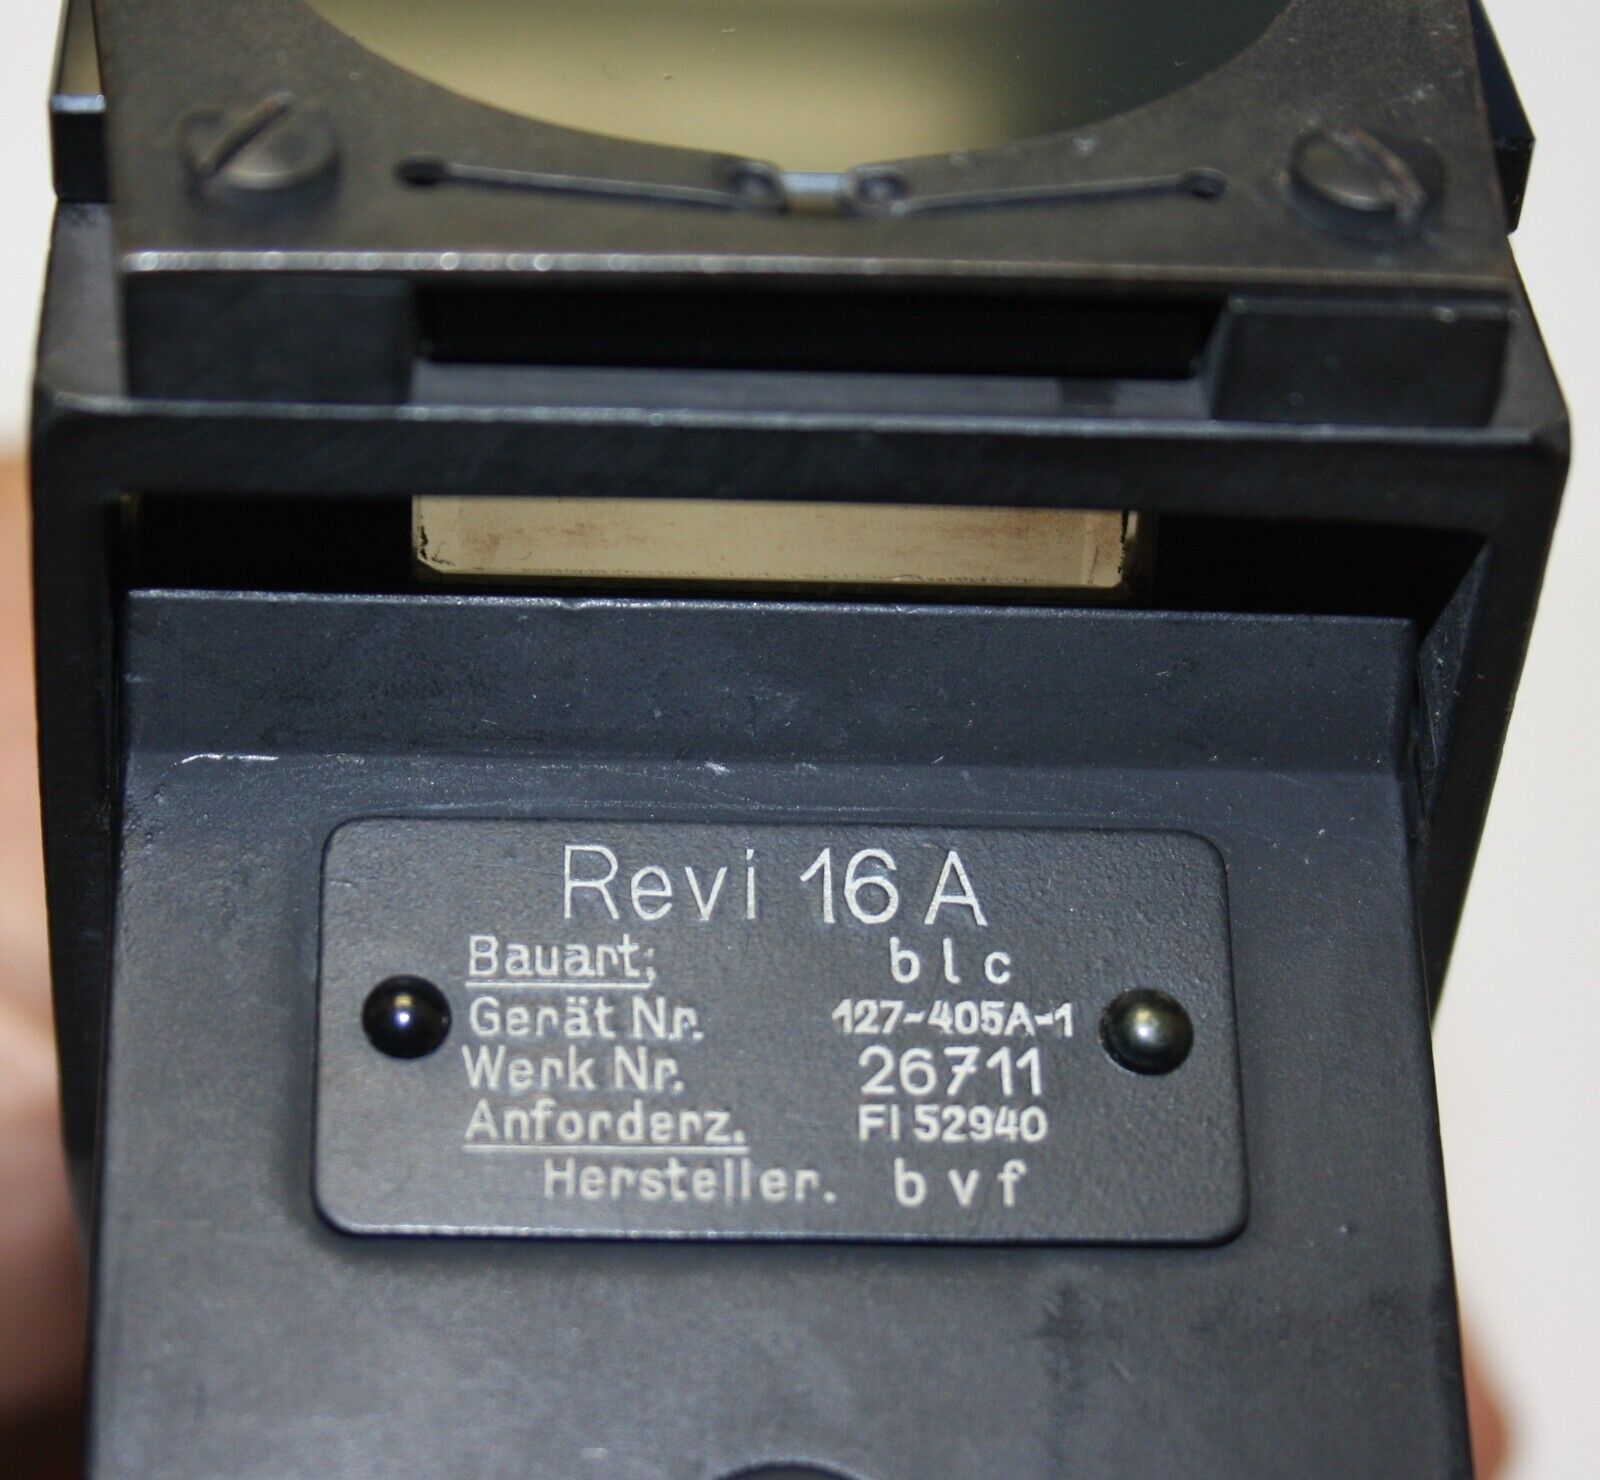 Revi 16 A
Bauart: b l c
Gerät Nr. 127-405A-1
Werk Nr. 26711
Anforderz. Fl 52940
Hersteller. b v f